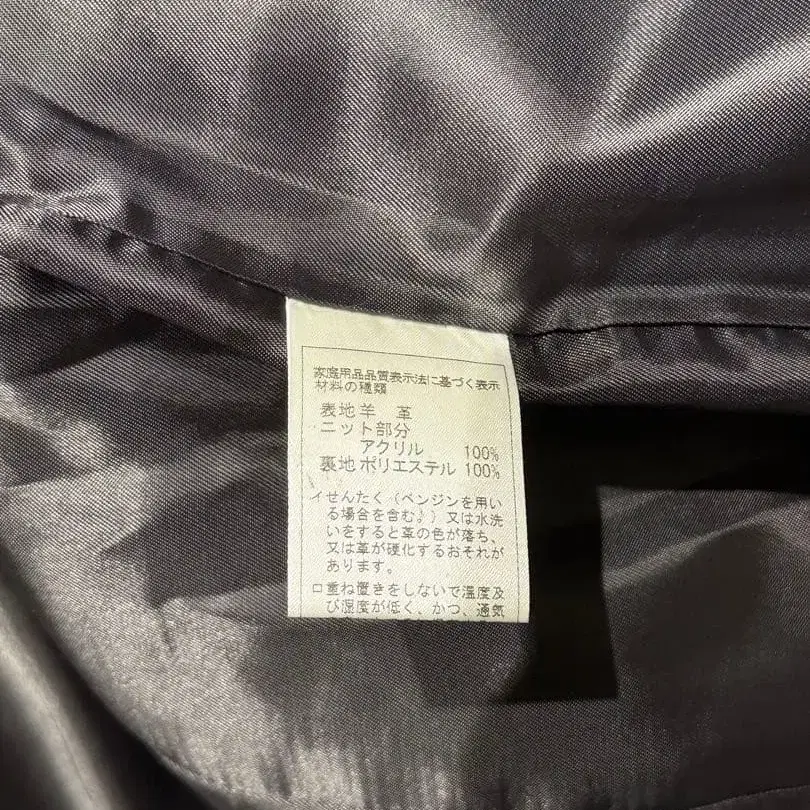 家庭用品品質表示法に基づく表示
材料の種類
表地羊 革
ニット部分
アクリル 100%
裏地ポリエステル 100%
イせんたく(ベンジンを用い
る場合を含む♪)又は水洗
いをすると革の色が落ち、
又は革が硬化するおそれが
あります。
ロ重ね置きをしないで温度及
び湿度が低く、かつ、通気